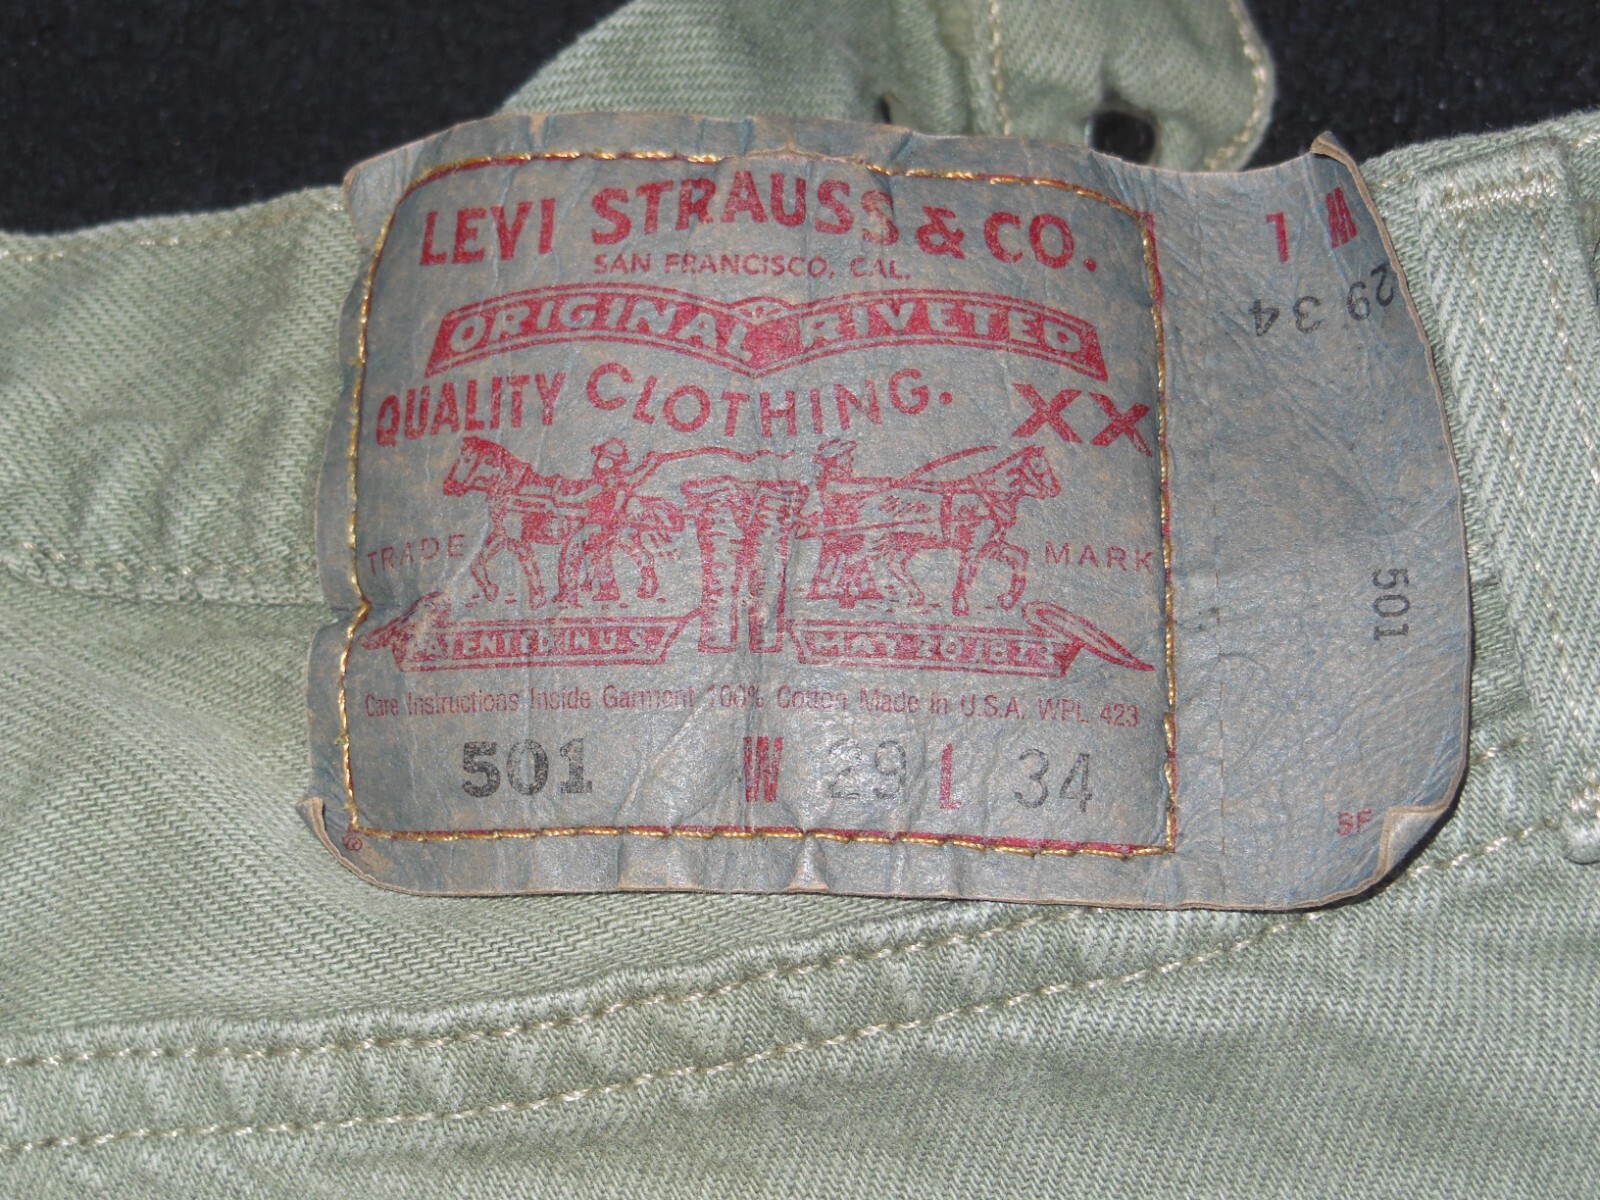 LEVI STRAUSS & CO.
SAN FRANCISCO, CAL.
ORIGINAL RIVETED
QUALITY CLOTHING. XX
TRADE MARK
PATENTED IN U.S. MAY 20 1873
Care Instructions Inside Garment 100% Cotton Made in U.S.A. WPL 423
501 W 29 L 34
W L
29 34
501
SF